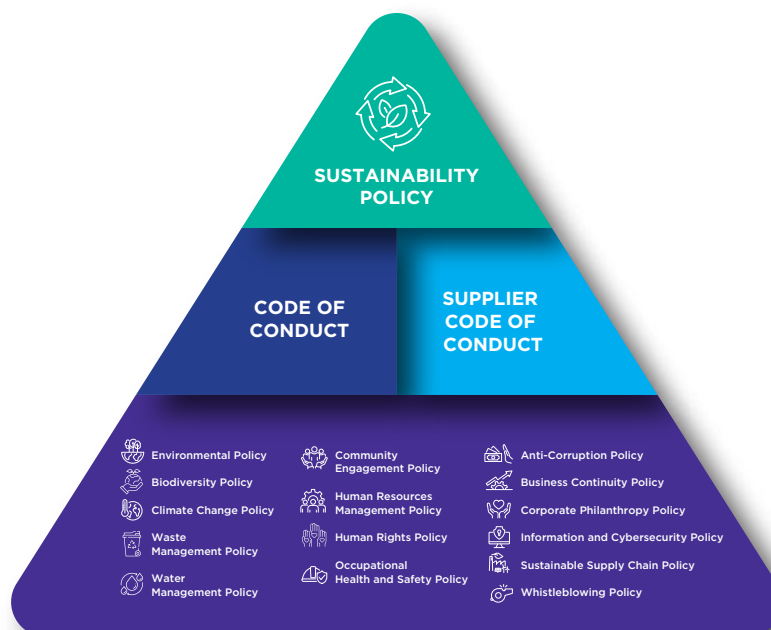 SUSTAINABILITY
POLICY
CODE OF
CONDUCT
SUPPLIER
CODE OF
CONDUCT
Environmental Policy
Biodiversity Policy
Climate Change Policy
Waste
Management Policy
Water
Management Policy
Community
Engagement Policy
Human Resources
Management Policy
Human Rights Policy
Occupational
Health and Safety Policy
Anti-Corruption Policy
Business Continuity Policy
Corporate Philanthropy Policy
Information and Cybersecurity Policy
Sustainable Supply Chain Policy
Whistleblowing Policy